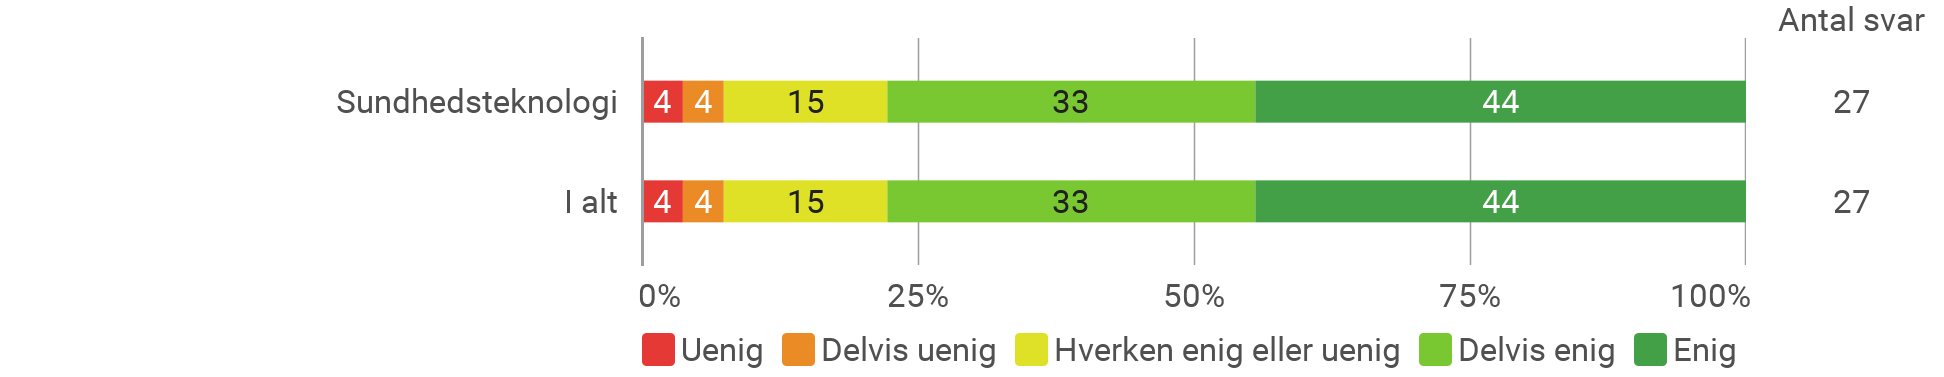 Antal svar
Sundhedsteknologi 4 4 15 33 44 27
I alt 4 4 15 33 44 27
0% 25% 50% 75% 100%
Uenig Delvis uenig Hverken enig eller uenig Delvis enig Enig